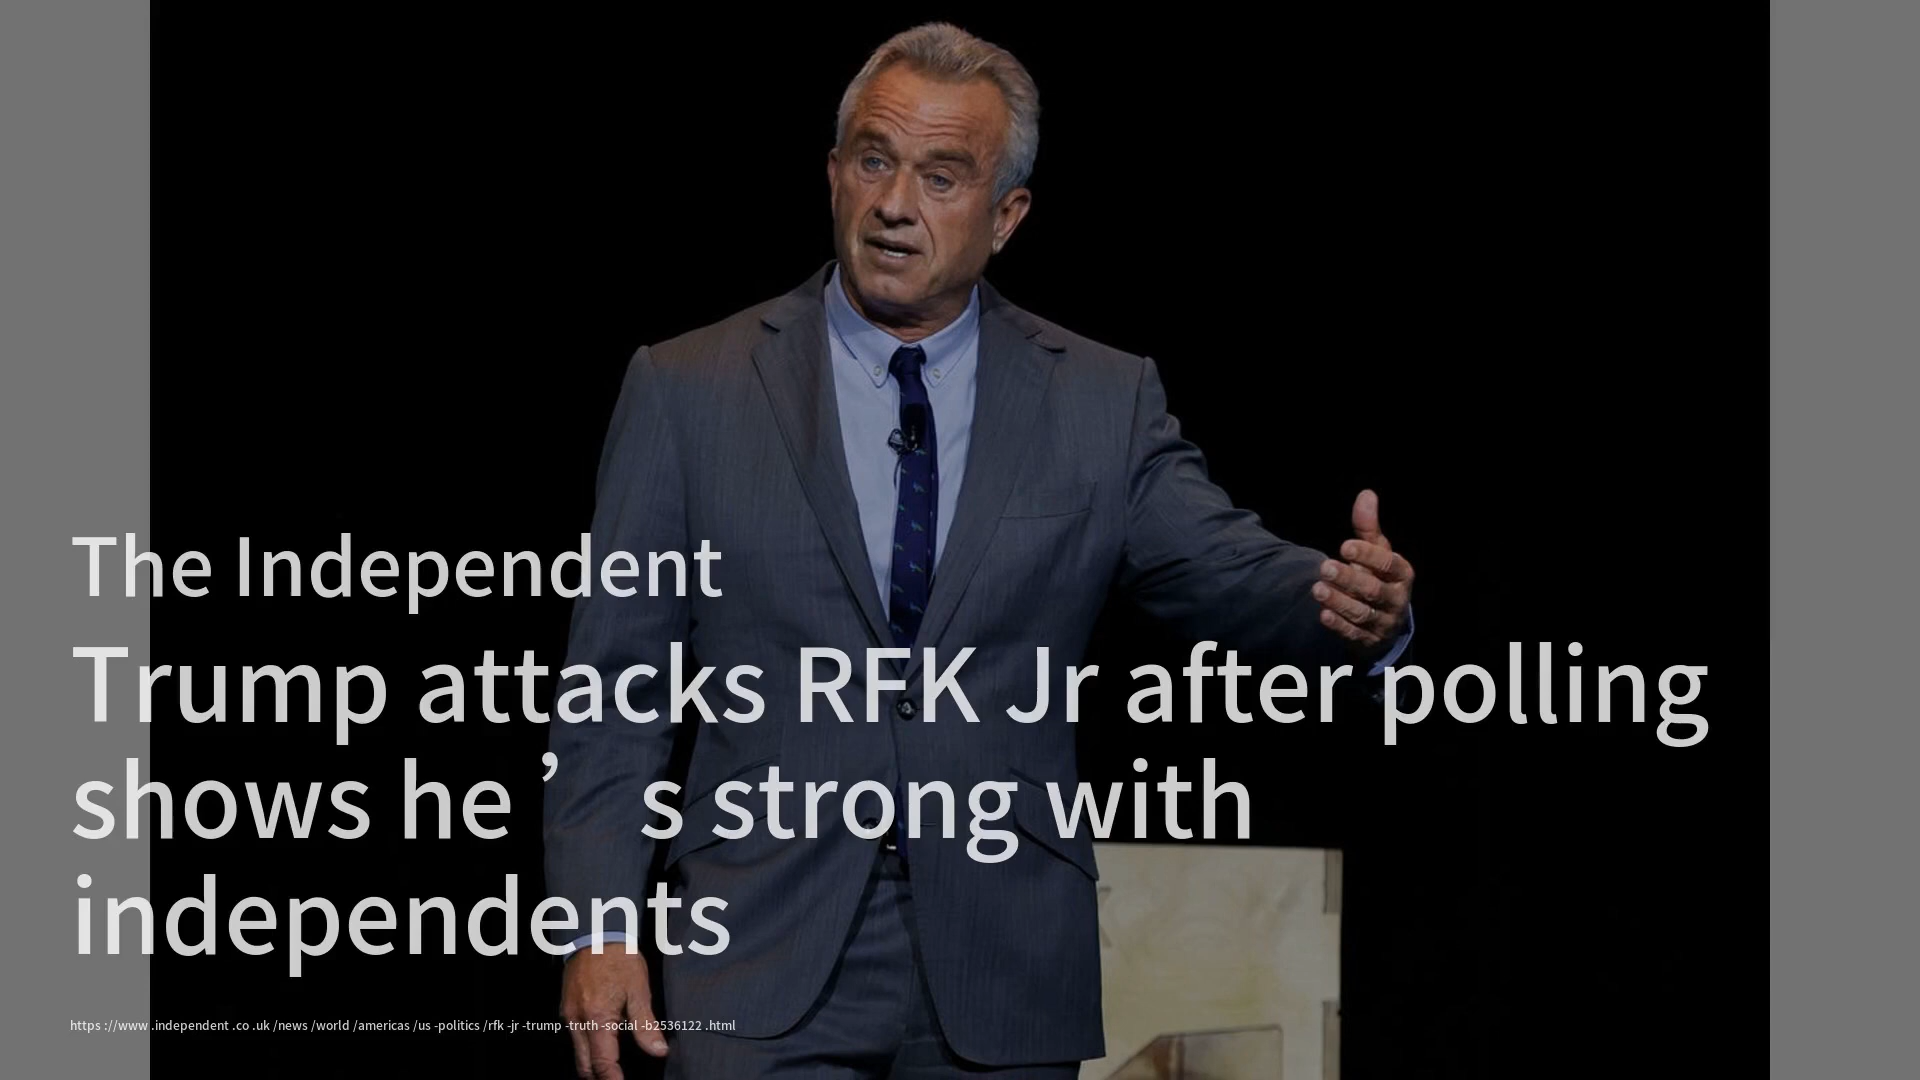 The Independent
Trump attacks RFK Jr after polling
shows he’s strong with
independents
https://www.independent.co.uk/news/world/americas/us-politics/rfk-jr-trump-truth-social-b2536122.html